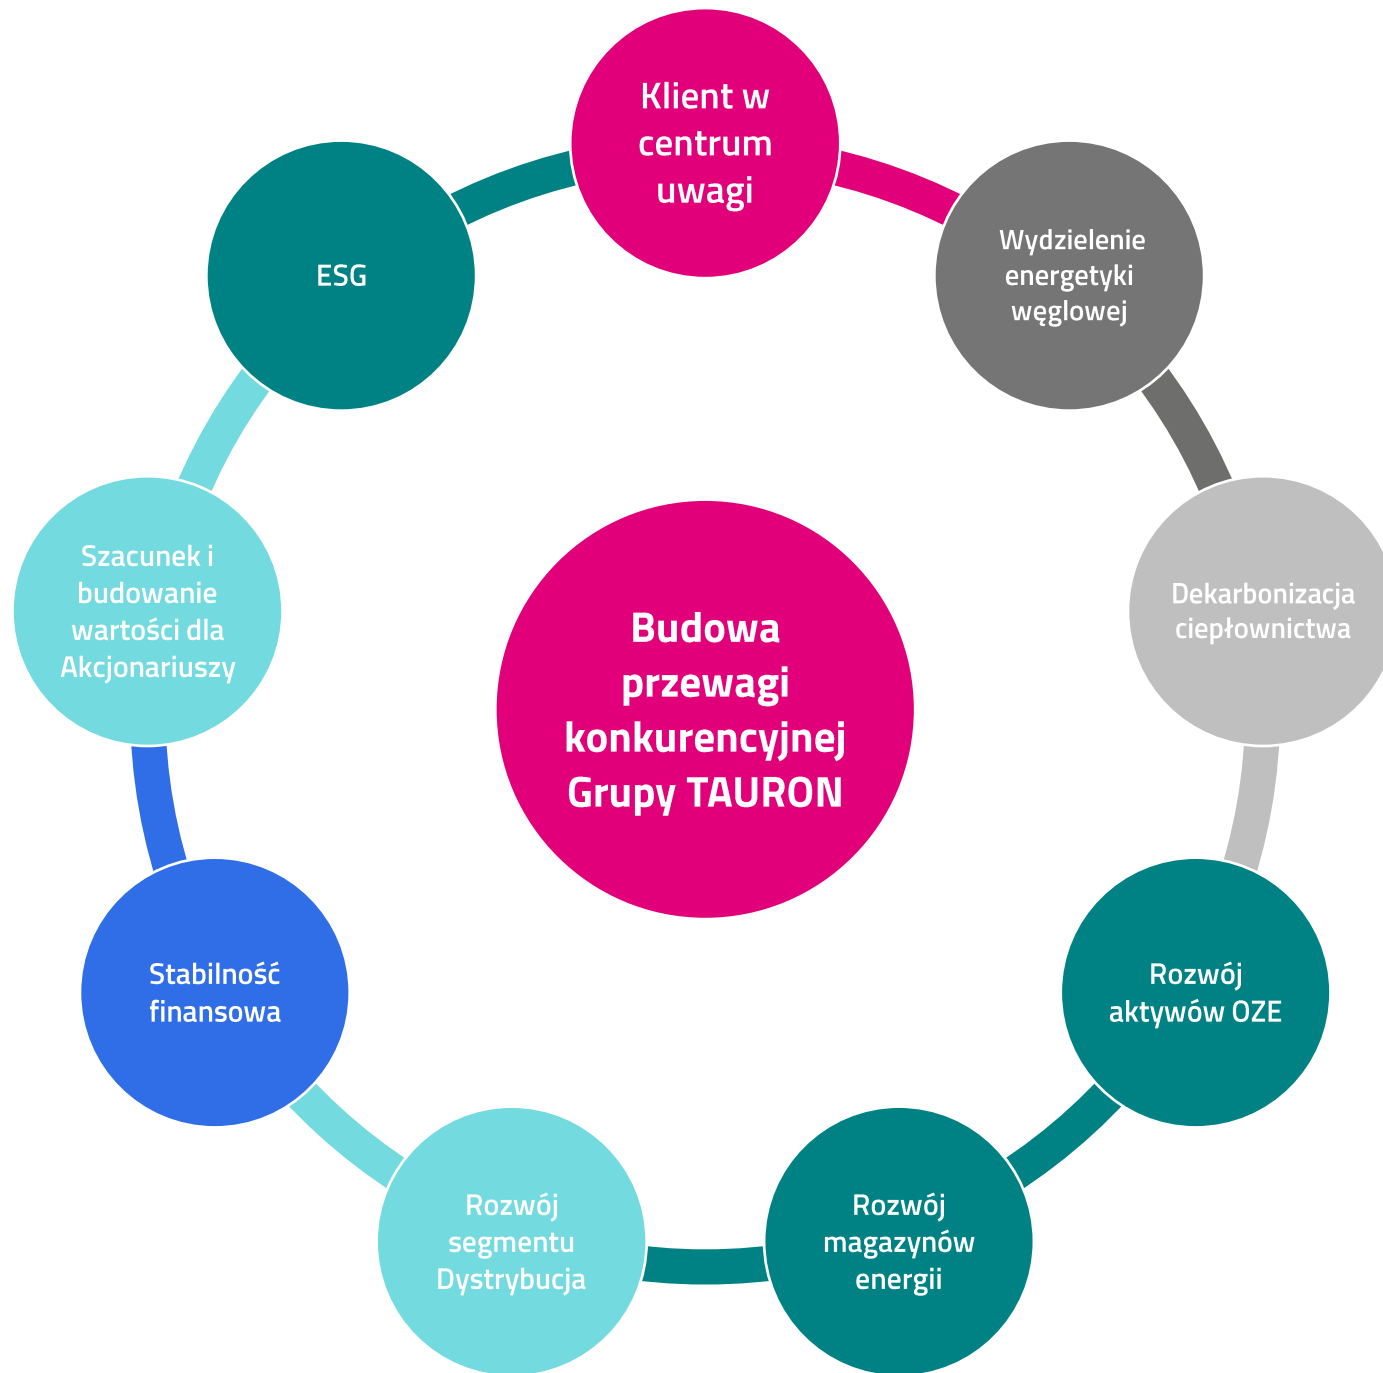 Klient w
centrum
uwagi
Wydzielenie
energetyki
węglowej
Dekarbonizacja
ciepłownictwa
Rozwój
aktywów OZE
Rozwój
magazynów
energii
Rozwój
segmentu
Dystrybucja
Stabilność
finansowa
Szacunek i
budowanie
wartości dla
Akcjonariuszy
ESG
Budowa
przewagi
konkurencyjnej
Grupy TAURON